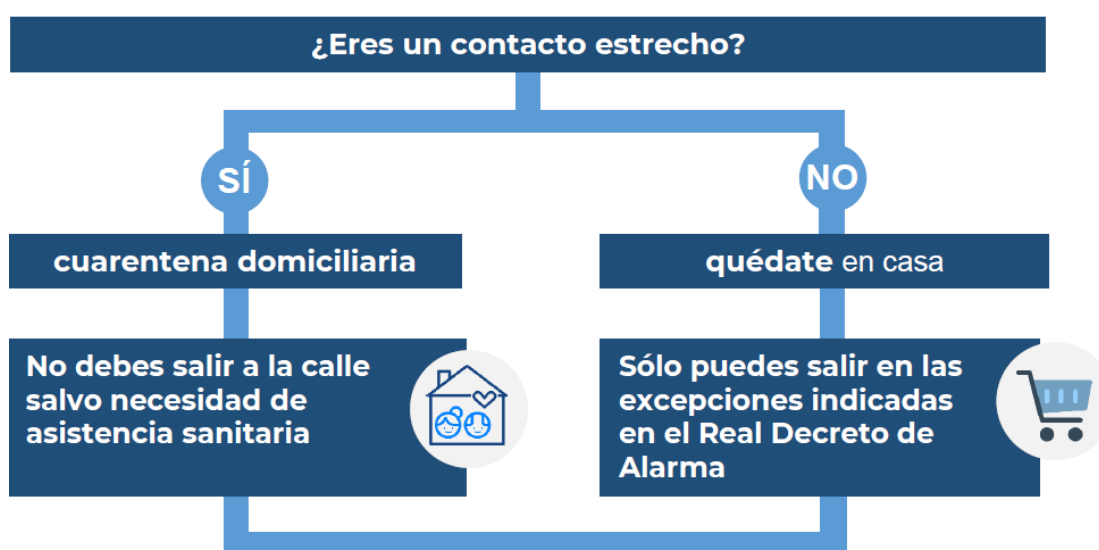 ¿Eres un contacto estrecho?
SÍ
NO
cuarentena domiciliaria
quédate en casa
No debes salir a la calle
salvo necesidad de
asistencia sanitaria
Sólo puedes salir en las
excepciones indicadas
en el Real Decreto de
Alarma